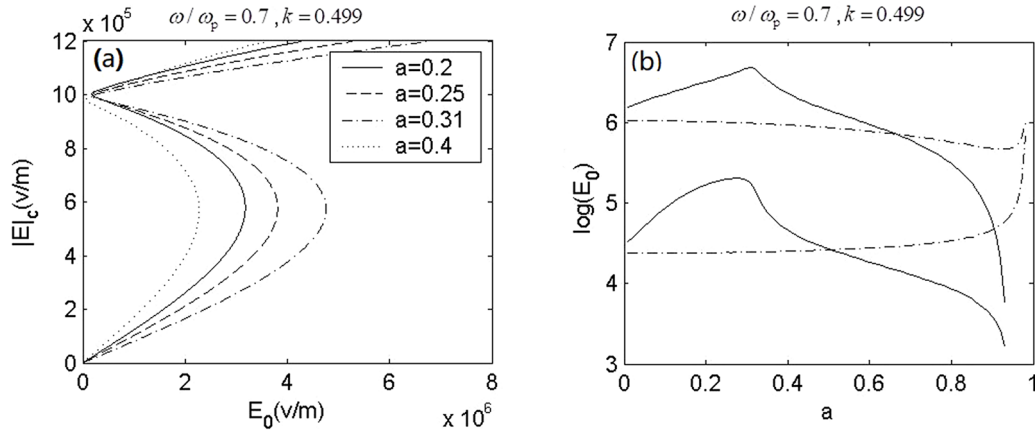 ω/ω_p = 0.7 , k = 0.499
x 10^5
(a)
a=0.2
a=0.25
a=0.31
a=0.4
12
10
8
6
4
2
0
|E|_c(v/m)
0 2 4 6 8
E_0(v/m)
x 10^6
ω/ω_p = 0.7 , k = 0.499
(b)
7
6
5
4
3
log(E_0)
0 0.2 0.4 0.6 0.8 1
a